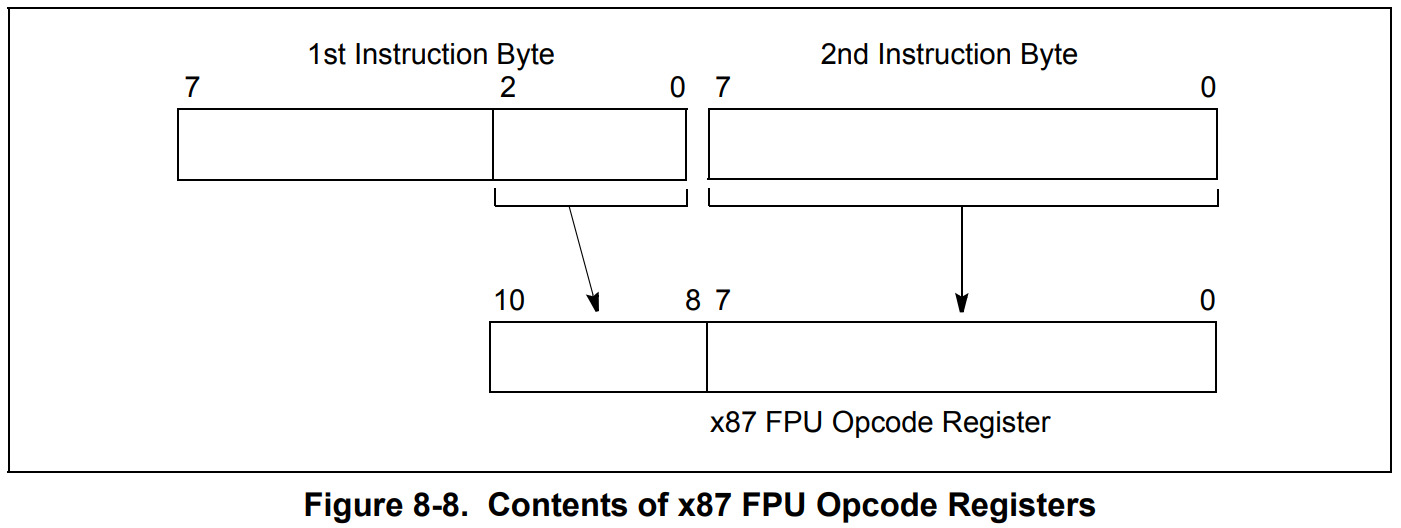 1st Instruction Byte 2nd Instruction Byte
7 2 0 7 0
10 8 7 0
x87 FPU Opcode Register
Figure 8-8. Contents of x87 FPU Opcode Registers